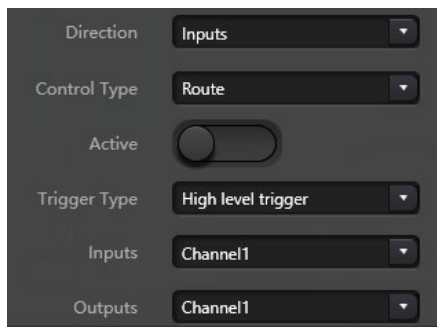 Direction Inputs
Control Type Route
Active
Trigger Type High level trigger
Inputs Channel1
Outputs Channel1